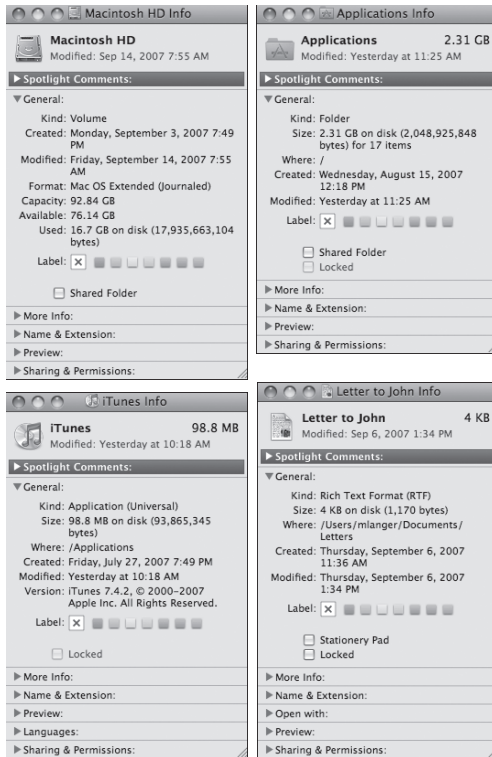 Macintosh HD Info
Macintosh HD
Modified: Sep 14, 2007 7:55 AM
Spotlight Comments:
General:
Kind: Volume
Created: Monday, September 3, 2007 7:49
PM
Modified: Friday, September 14, 2007 7:55
AM
Format: Mac OS Extended (Journaled)
Capacity: 92.84 GB
Available: 76.14 GB
Used: 16.7 GB on disk (17,935,663,104
bytes)
Label:
Shared Folder
More Info:
Name & Extension:
Preview:
Sharing & Permissions:
Applications Info
Applications 2.31 GB
Modified: Yesterday at 11:25 AM
Spotlight Comments:
General:
Kind: Folder
Size: 2.31 GB on disk (2,048,925,848
bytes) for 17 items
Where: /
Created: Wednesday, August 15, 2007
12:18 PM
Modified: Yesterday at 11:25 AM
Label:
Shared Folder
Locked
More Info:
Name & Extension:
Preview:
Sharing & Permissions:
iTunes Info
iTunes 98.8 MB
Modified: Yesterday at 10:18 AM
Spotlight Comments:
General:
Kind: Application (Universal)
Size: 98.8 MB on disk (93,865,345
bytes)
Where: /Applications
Created: Friday, July 27, 2007 7:49 PM
Modified: Yesterday at 10:18 AM
Version: iTunes 7.4.2, © 2000–2007
Apple Inc. All Rights Reserved.
Label:
Locked
More Info:
Name & Extension:
Preview:
Languages:
Sharing & Permissions:
Letter to John Info
Letter to John 4 KB
Modified: Sep 6, 2007 1:34 PM
Spotlight Comments:
General:
Kind: Rich Text Format (RTF)
Size: 4 KB on disk (1,170 bytes)
Where: /Users/mlanger/Documents/
Letters
Created: Thursday, September 6, 2007
11:36 AM
Modified: Thursday, September 6, 2007
1:34 PM
Label:
Stationery Pad
Locked
More Info:
Name & Extension:
Open with:
Preview:
Sharing & Permissions: